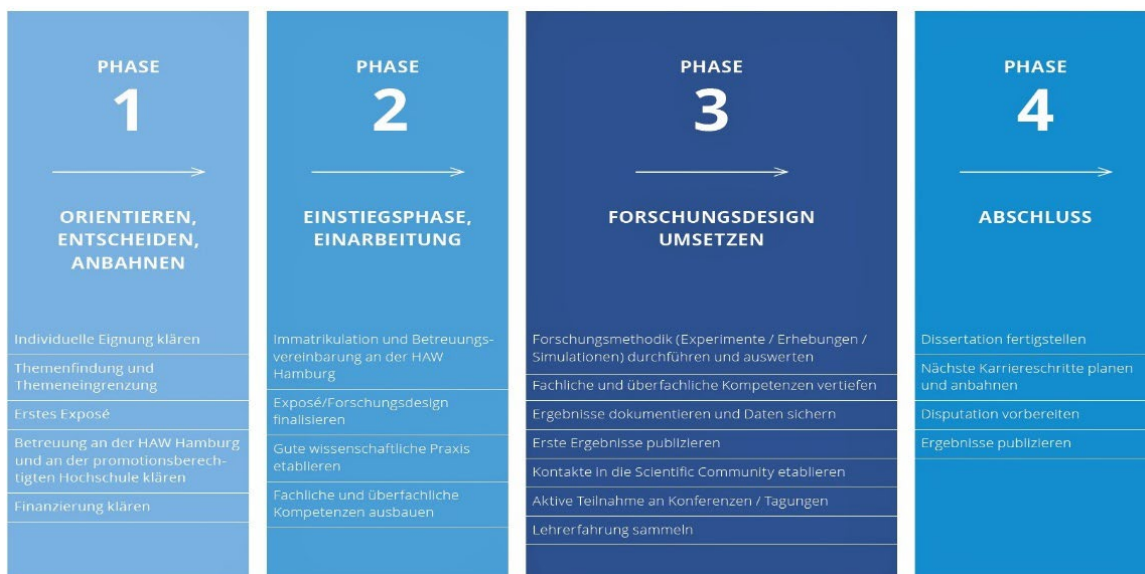 PHASE
1
ORIENTIEREN,
ENTSCHEIDEN,
ANBAHNEN
Individuelle Eignung klären
Themenfindung und
Themeneingrenzung
Erstes Exposé
Betreuung an der HAW Hamburg
und an der promotionsberech-
tigten Hochschule klären
Finanzierung klären
PHASE
2
EINSTIEGSPHASE,
EINARBEITUNG
Immatrikulation und Betreuungs-
vereinbarung an der HAW
Hamburg
Exposé/Forschungsdesign
finalisieren
Gute wissenschaftliche Praxis
etablieren
Fachliche und überfachliche
Kompetenzen ausbauen
PHASE
3
FORSCHUNGSDESIGN
UMSETZEN
Forschungsmethodik (Experimente / Erhebungen /
Simulationen) durchführen und auswerten
Fachliche und überfachliche Kompetenzen vertiefen
Ergebnisse dokumentieren und Daten sichern
Erste Ergebnisse publizieren
Kontakte in die Scientific Community etablieren
Aktive Teilnahme an Konferenzen / Tagungen
Lehrerfahrung sammeln
PHASE
4
ABSCHLUSS
Dissertation fertigstellen
Nächste Karriereschritte planen
und anbahnen
Disputation vorbereiten
Ergebnisse publizieren